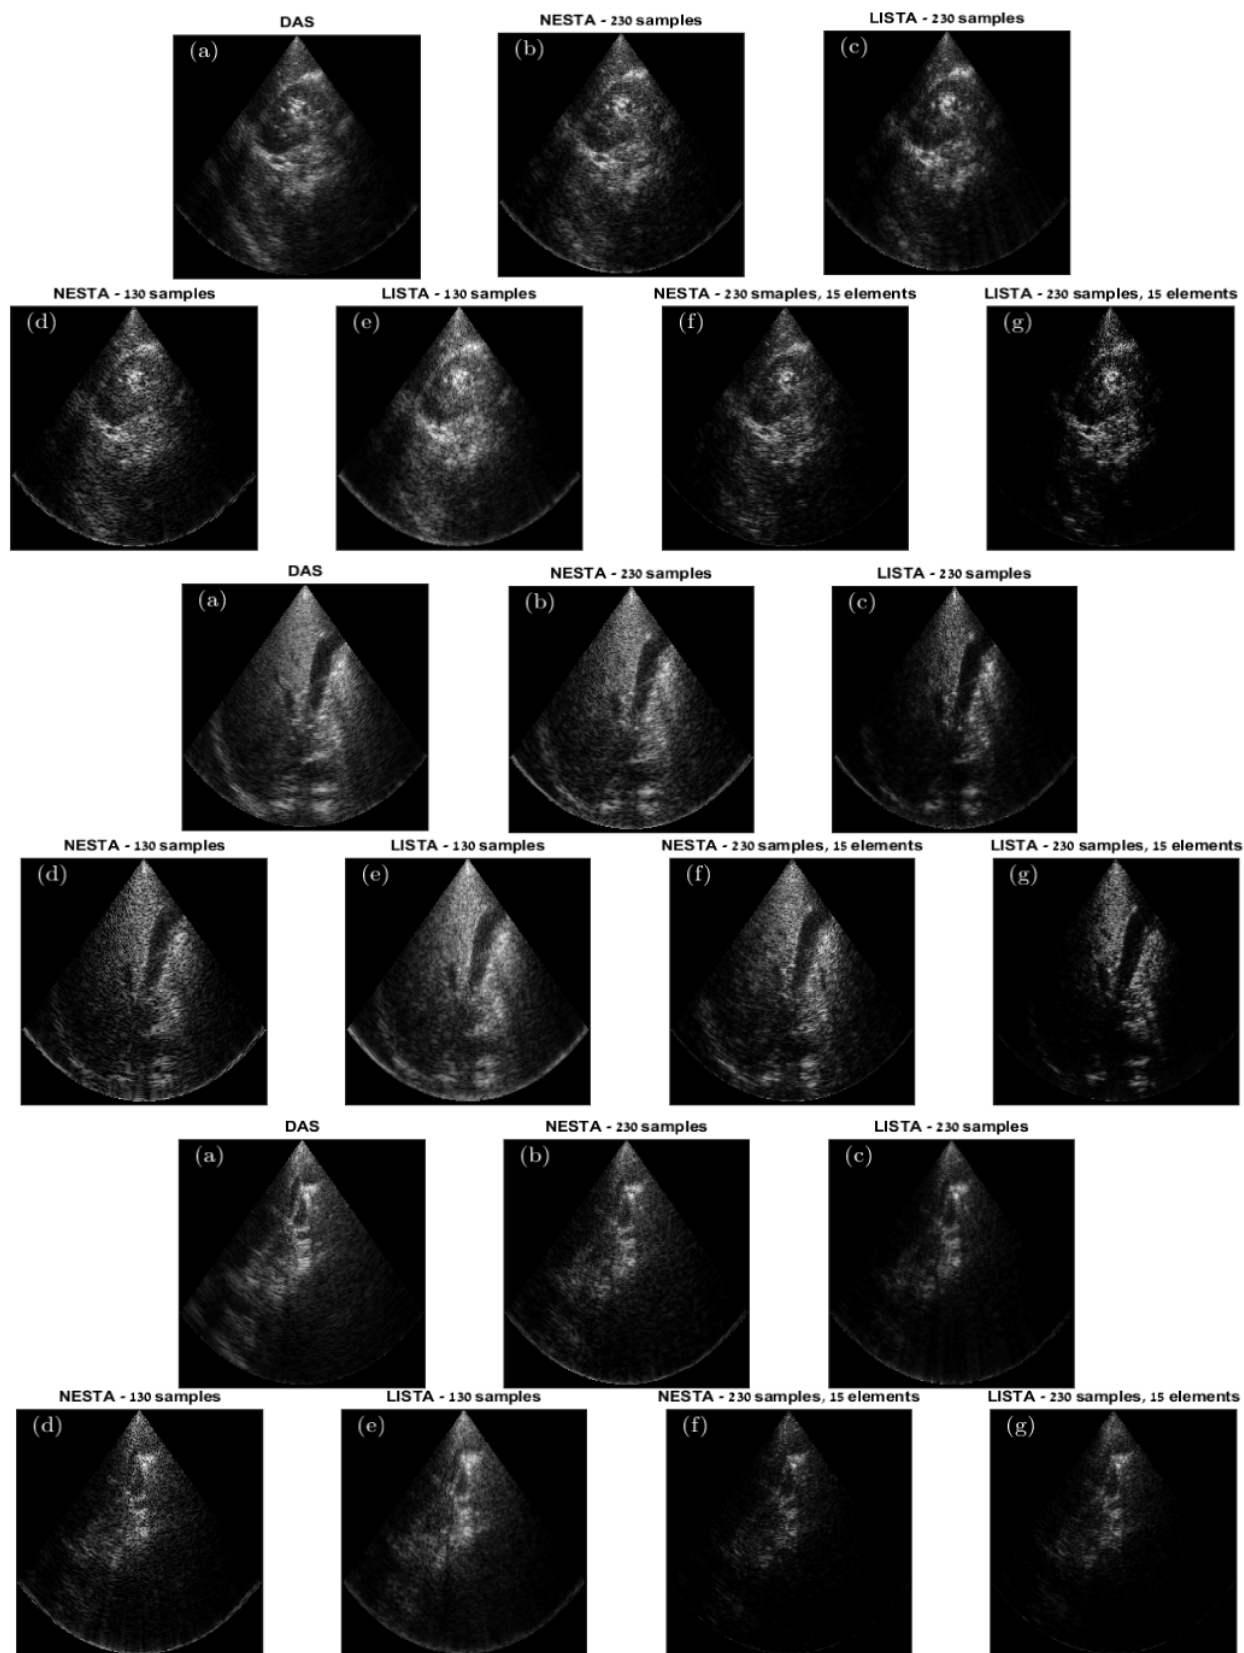 DAS
NESTA - 230 samples
LISTA - 230 samples
(a)
(b)
(c)
NESTA - 130 samples
LISTA - 130 samples
NESTA - 230 smaples, 15 elements
LISTA - 230 samples, 15 elements
(d)
(e)
(f)
(g)
DAS
NESTA - 230 samples
LISTA - 230 samples
(a)
(b)
(c)
NESTA - 130 samples
LISTA - 130 samples
NESTA - 230 samples, 15 elements
LISTA - 230 samples, 15 elements
(d)
(e)
(f)
(g)
DAS
NESTA - 230 samples
LISTA - 230 samples
(a)
(b)
(c)
NESTA - 130 samples
LISTA - 130 samples
NESTA - 230 samples, 15 elements
LISTA - 230 samples, 15 elements
(d)
(e)
(f)
(g)